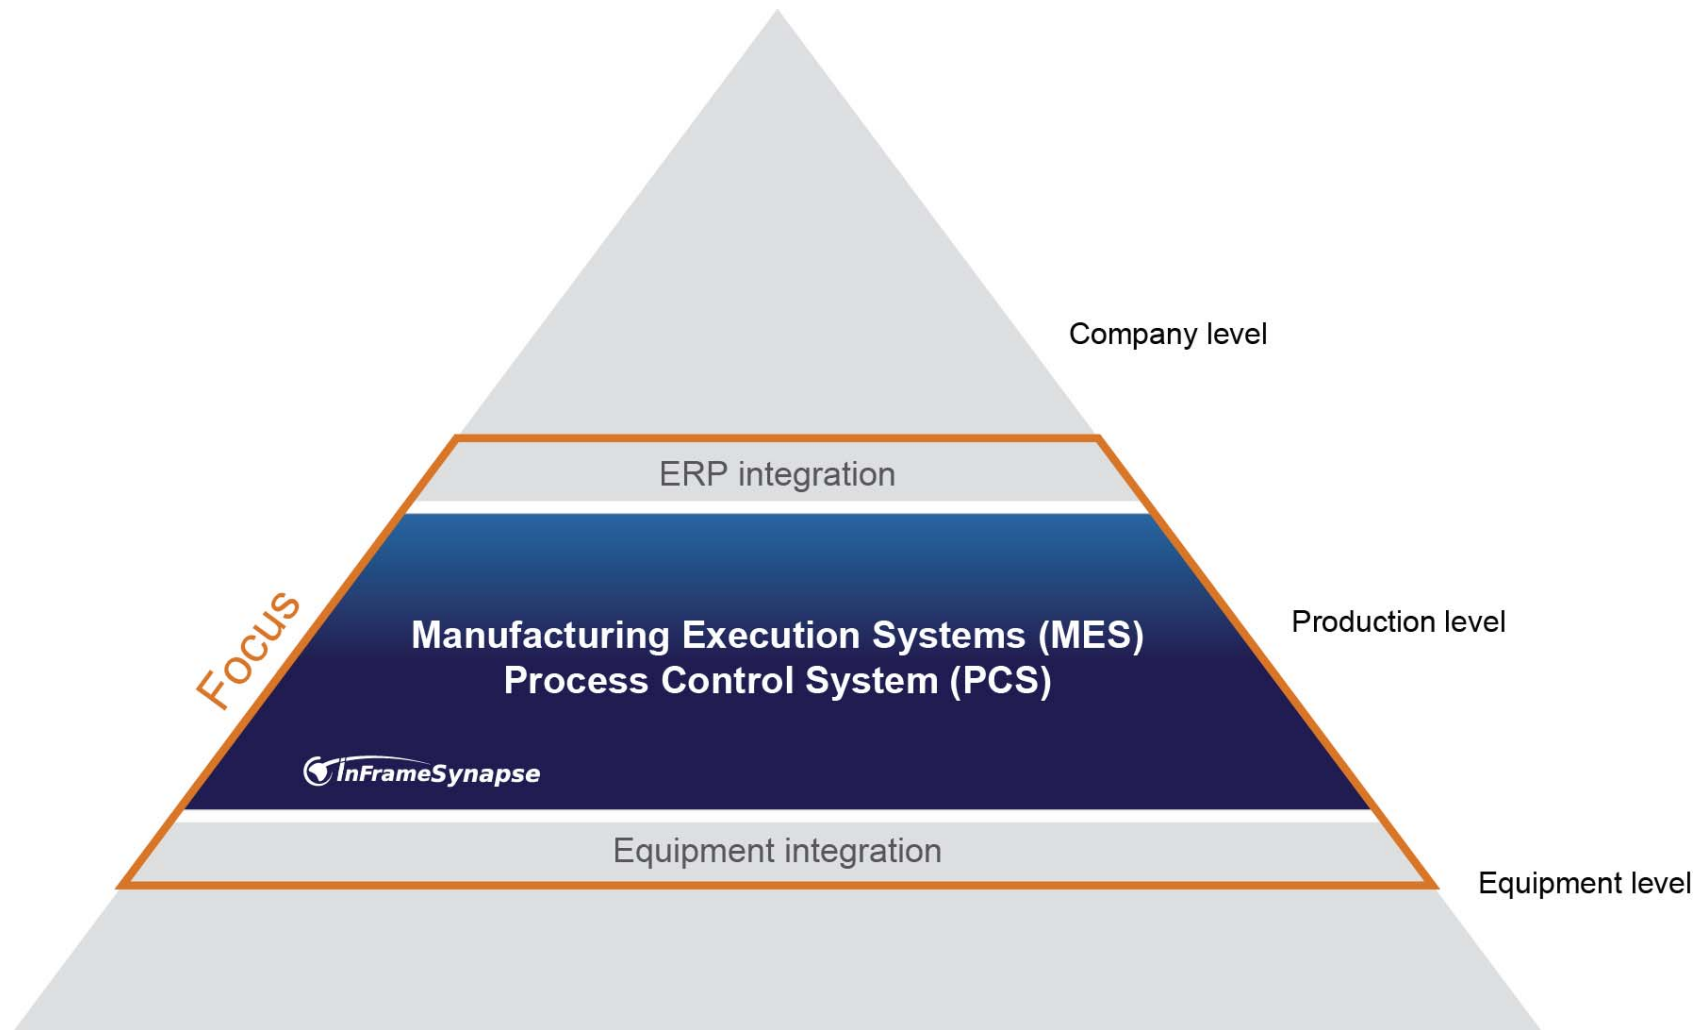 Company level
ERP integration
Focus
Manufacturing Execution Systems (MES)
Process Control System (PCS)
Production level
InFrameSynapse
Equipment integration
Equipment level